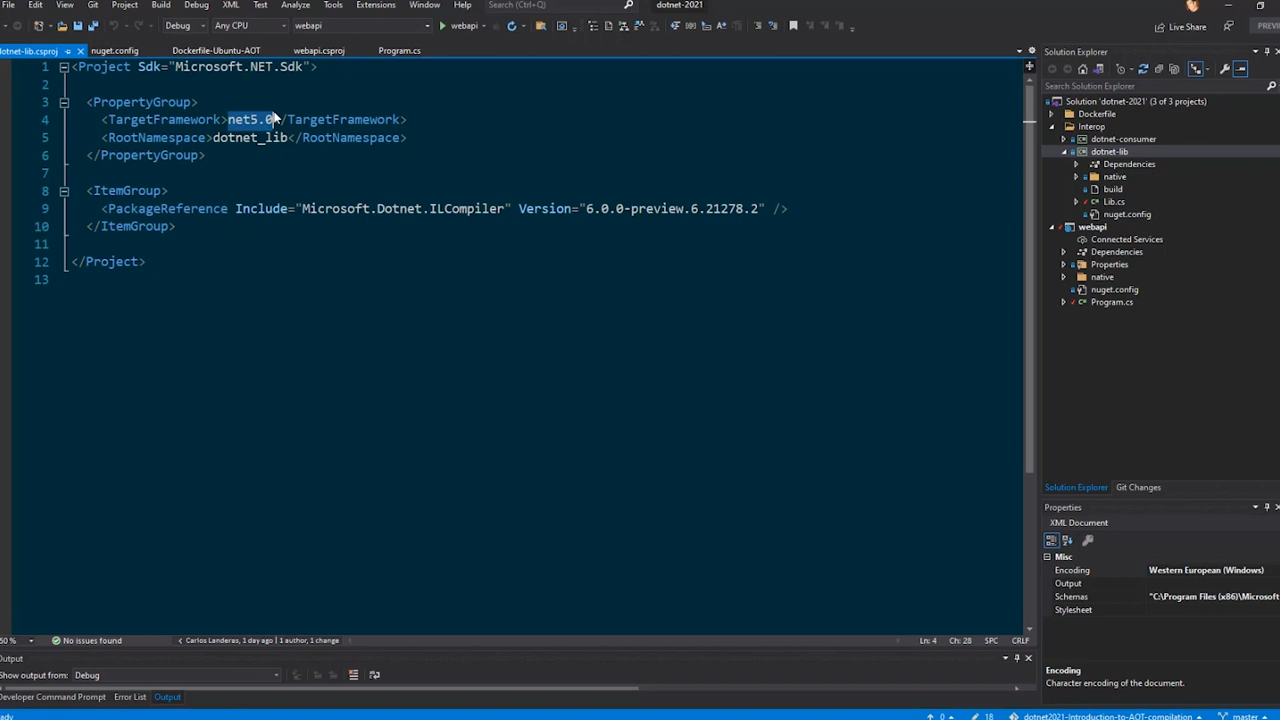 File Edit View Git Project Build Debug XML Test Analyze Tools Extensions Window Help Search (Ctrl+Q) dotnet-2021
Debug Any CPU webapi webapi Live Share PREVI
dotnet-lib.csproj nuget.config Dockerfile-Ubuntu-AOT webapi.csproj Program.cs
1 <Project Sdk="Microsoft.NET.Sdk">
2
3 <PropertyGroup>
4 <TargetFramework>net5.0</TargetFramework>
5 <RootNamespace>dotnet_lib</RootNamespace>
6 </PropertyGroup>
7
8 <ItemGroup>
9 <PackageReference Include="Microsoft.Dotnet.ILCompiler" Version="6.0.0-preview.6.21278.2" />
10 </ItemGroup>
11
12 </Project>
13
50 % No issues found Carlos Landeras, 1 day ago | 1 author, 1 change Ln: 4 Ch: 28 SPC CRLF
Output
Show output from: Debug
Developer Command Prompt Error List Output
Solution Explorer
Search Solution Explorer (Ctrl+;)
Solution 'dotnet-2021' (3 of 3 projects)
Dockerfile
Interop
dotnet-consumer
dotnet-lib
Dependencies
native
build
Lib.cs
nuget.config
webapi
Connected Services
Dependencies
Properties
native
nuget.config
Program.cs
Solution Explorer Git Changes
Properties
XML Document
Misc
Encoding Western European (Windows)
Output
Schemas "C:\Program Files (x86)\Microsoft
Stylesheet
Encoding
Character encoding of the document.
eady 0 18 dotnet2021-Introduction-to-AOT-compilation master